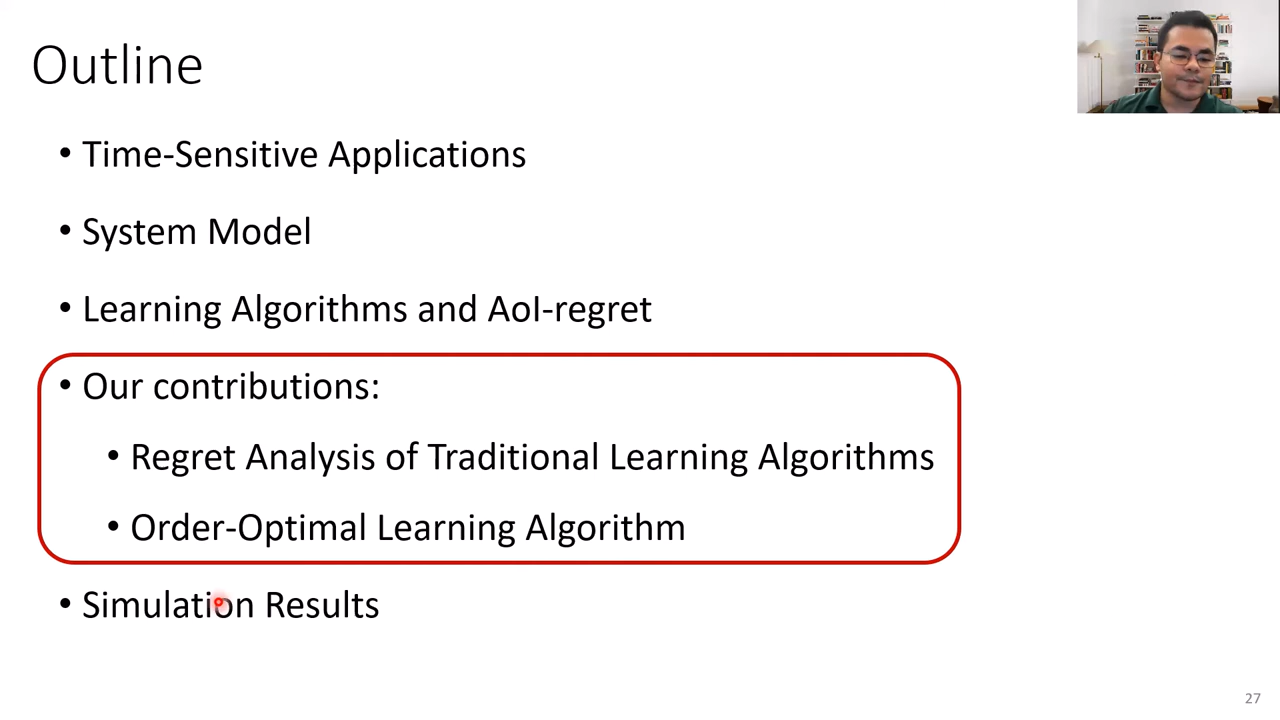 Outline
• Time-Sensitive Applications
• System Model
• Learning Algorithms and AoI-regret
• Our contributions:
• Regret Analysis of Traditional Learning Algorithms
• Order-Optimal Learning Algorithm
• Simulation Results
27